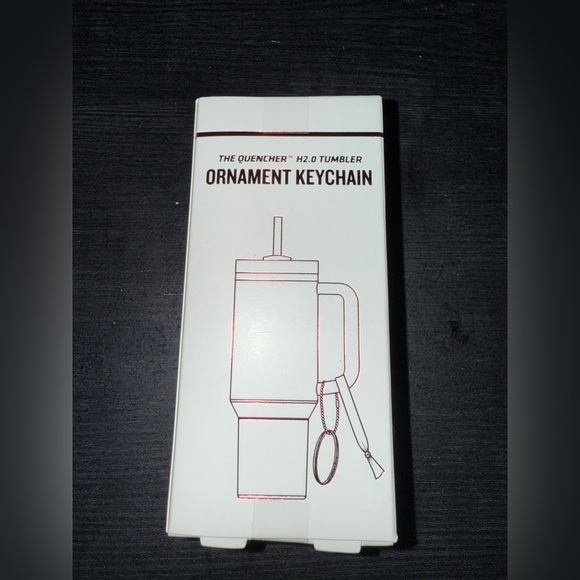 THE QUENCHER™ H2.0 TUMBLER
ORNAMENT KEYCHAIN